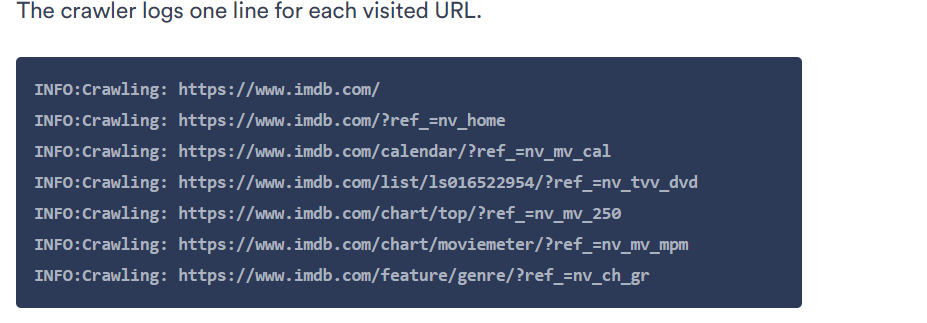 The crawler logs one line for each visited URL.
INFO:Crawling: https://www.imdb.com/
INFO:Crawling: https://www.imdb.com/?ref_=nv_home
INFO:Crawling: https://www.imdb.com/calendar/?ref_=nv_mv_cal
INFO:Crawling: https://www.imdb.com/list/ls016522954/?ref_=nv_tvv_dvd
INFO:Crawling: https://www.imdb.com/chart/top/?ref_=nv_mv_250
INFO:Crawling: https://www.imdb.com/chart/moviemeter/?ref_=nv_mv_mpm
INFO:Crawling: https://www.imdb.com/feature/genre/?ref_=nv_ch_gr